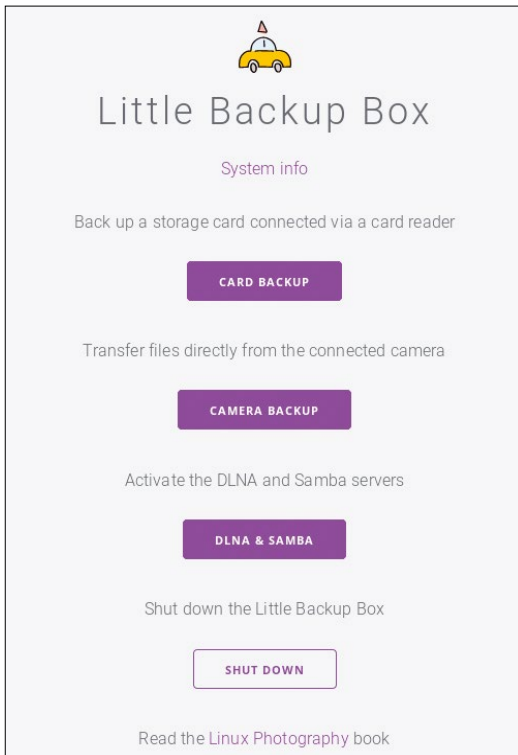 Little Backup Box
System info
Back up a storage card connected via a card reader
CARD BACKUP
Transfer files directly from the connected camera
CAMERA BACKUP
Activate the DLNA and Samba servers
DLNA & SAMBA
Shut down the Little Backup Box
SHUT DOWN
Read the Linux Photography book